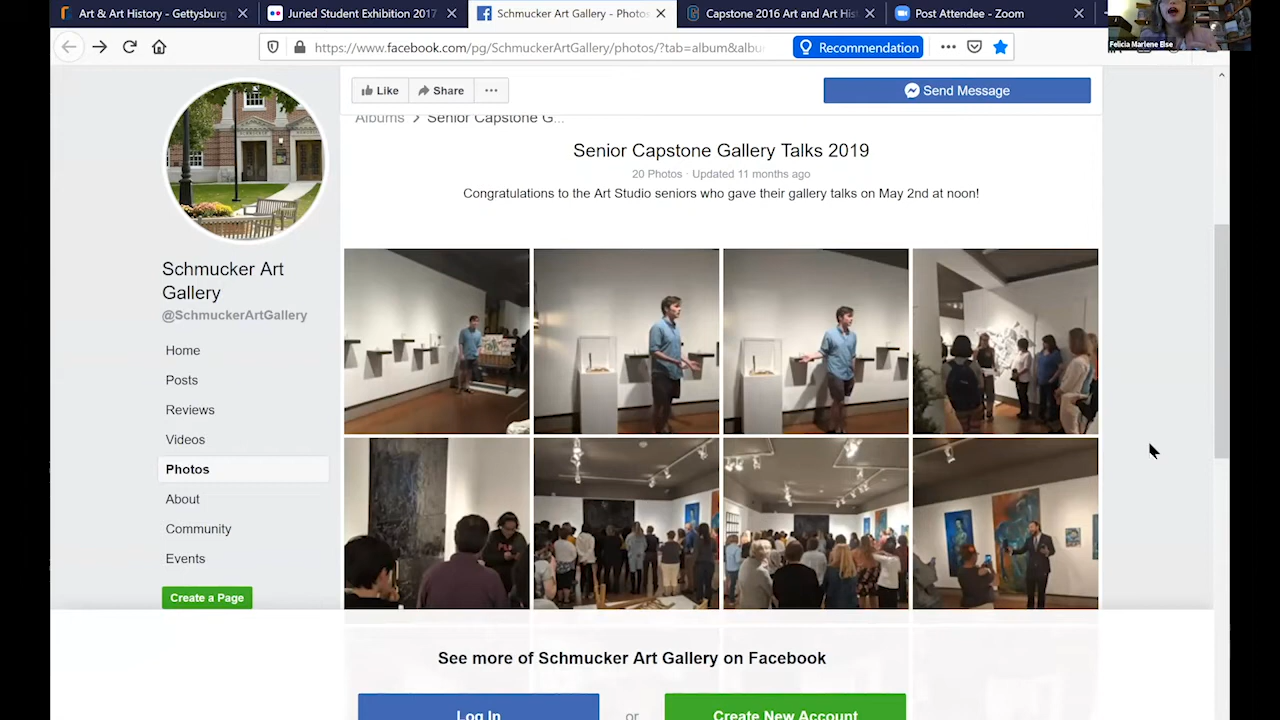 Art & Art History - Gettysburg
Juried Student Exhibition 2017
Schmucker Art Gallery - Photos
Capstone 2016 Art and Art Hist
Post Attendee - Zoom
https://www.facebook.com/pg/SchmuckerArtGallery/photos/?tab=album&albu
Recommendation
Felicia Marlene Else
Like
Share
Send Message
Albums > Senior Capstone G...
Senior Capstone Gallery Talks 2019
20 Photos · Updated 11 months ago
Congratulations to the Art Studio seniors who gave their gallery talks on May 2nd at noon!
Schmucker Art
Gallery
@SchmuckerArtGallery
Home
Posts
Reviews
Videos
Photos
About
Community
Events
Create a Page
See more of Schmucker Art Gallery on Facebook
Log In
or
Create New Account